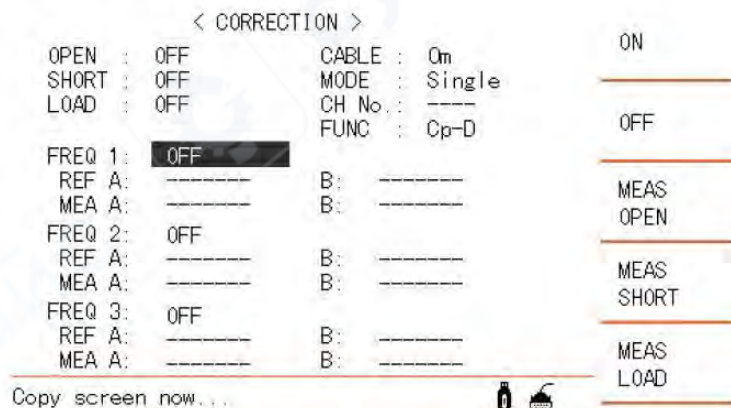 < CORRECTION >
OPEN : OFF CABLE : 0m
SHORT : OFF MODE : Single
LOAD : OFF CH No.: ----
FUNC : Cp-D
FREQ 1: OFF
REF A: ------- B: -------
MEA A: ------- B: -------
FREQ 2: OFF
REF A: ------- B: -------
MEA A: ------- B: -------
FREQ 3: OFF
REF A: ------- B: -------
MEA A: ------- B: -------
Copy screen now...
ON
OFF
MEAS
OPEN
MEAS
SHORT
MEAS
LOAD